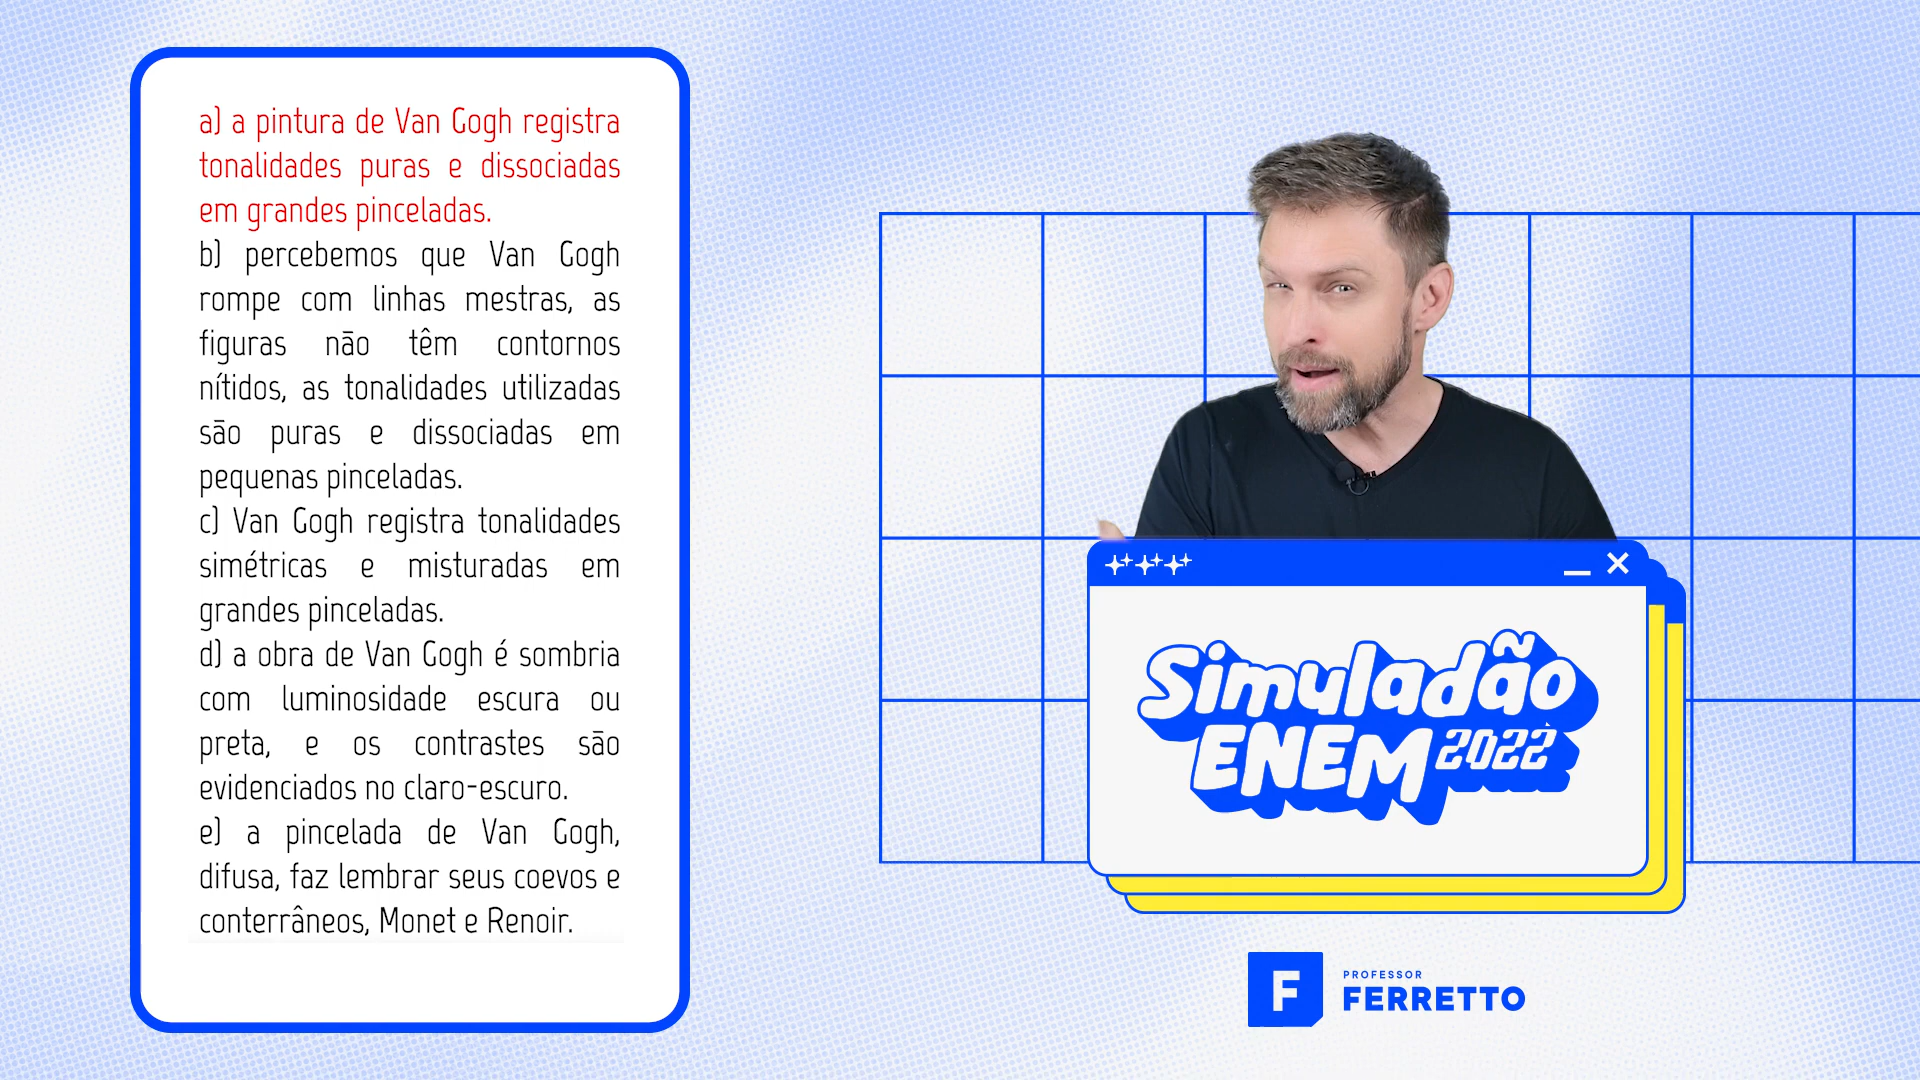 a) a pintura de Van Gogh registra
tonalidades puras e dissociadas
em grandes pinceladas.
b) percebemos que Van Gogh
rompe com linhas mestras, as
figuras não têm contornos
nítidos, as tonalidades utilizadas
são puras e dissociadas em
pequenas pinceladas.
c) Van Gogh registra tonalidades
simétricas e misturadas em
grandes pinceladas.
d) a obra de Van Gogh é sombria
com luminosidade escura ou
preta, e os contrastes são
evidenciados no claro-escuro.
e) a pincelada de Van Gogh,
difusa, faz lembrar seus coevos e
conterrâneos, Monet e Renoir.
Simuladão
ENEM 2022
F
PROFESSOR
FERRETTO